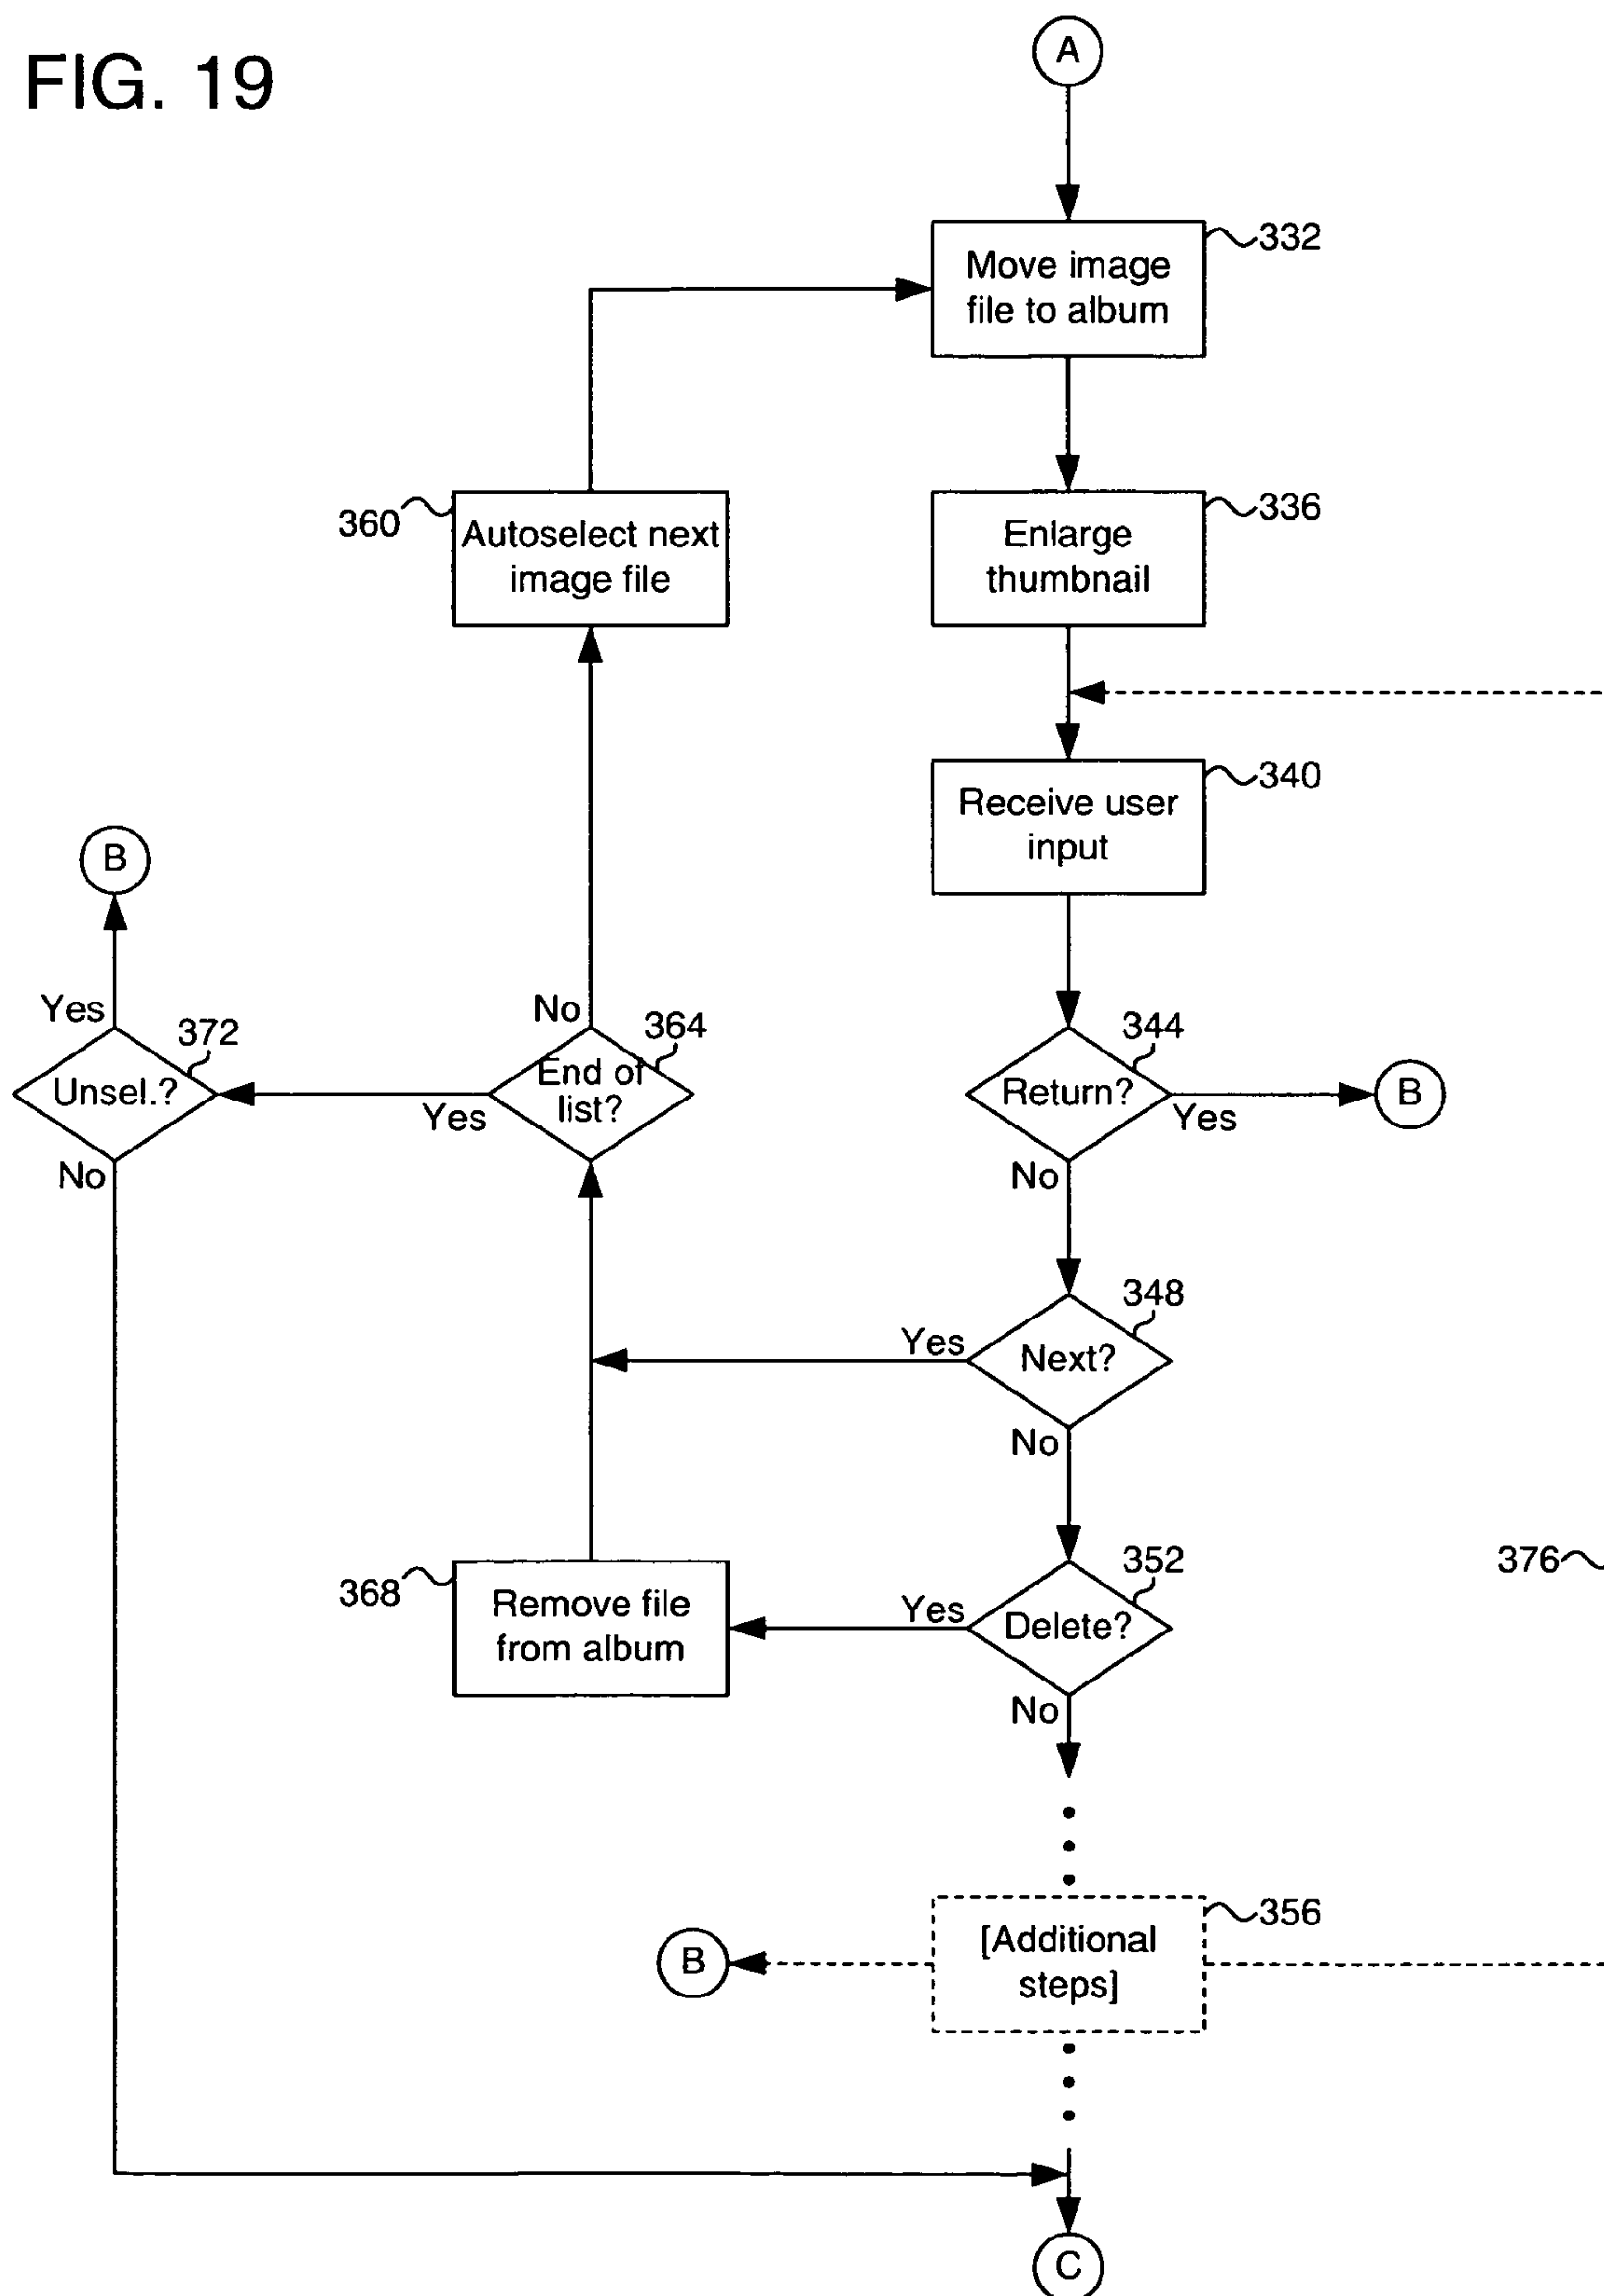 FIG. 19
A
332
Move image
file to album
360
Autoselect next
image file
336
Enlarge
thumbnail
340
Receive user
input
B
Yes
372
Unsel.?
No
No
364
End of
list?
Yes
344
Return?
Yes
B
No
348
Next?
Yes
No
368
Remove file
from album
352
Delete?
Yes
No
376
356
[Additional
steps]
B
C